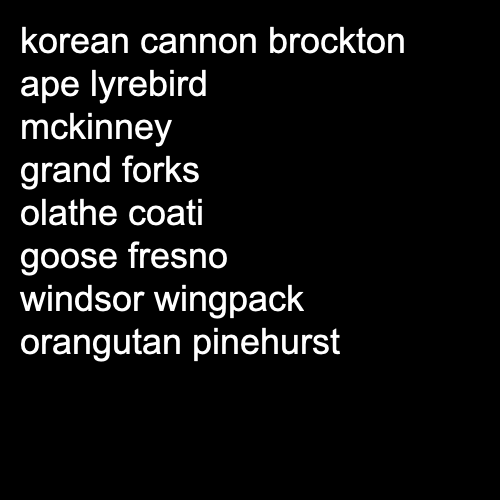 korean cannon brockton
ape lyrebird
mckinney
grand forks
olathe coati
goose fresno
windsor wingpack
orangutan pinehurst